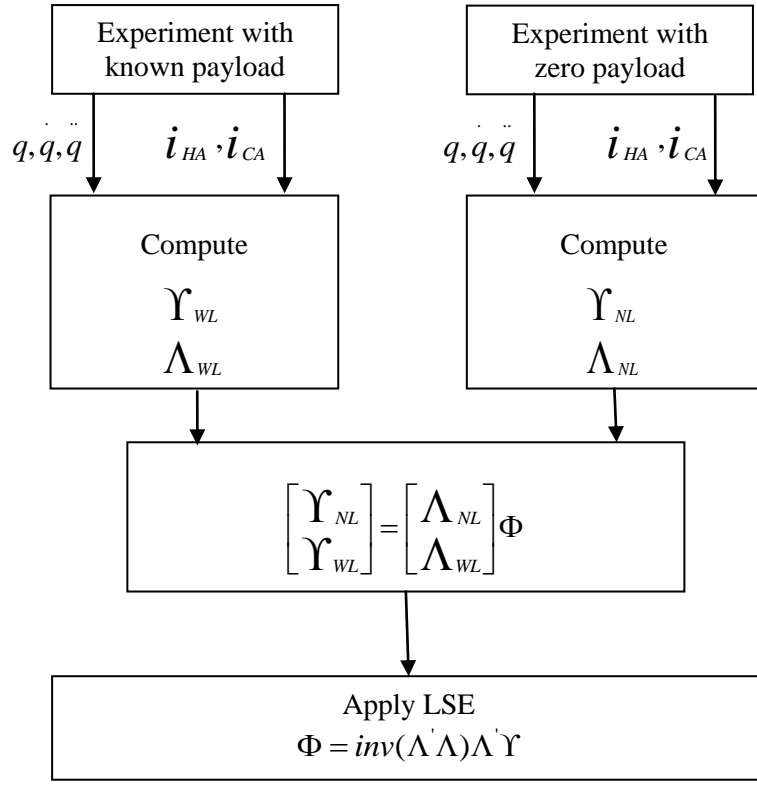 Experiment with
known payload
Experiment with
zero payload
q, q̇, q̈
i_HA, i_CA
q, q̇, q̈
i_HA, i_CA
Compute
ϒ_WL
Λ_WL
Compute
ϒ_NL
Λ_NL
[ϒ_NL] = [Λ_NL] Φ
[ϒ_WL] [Λ_WL]
Apply LSE
Φ = inv(Λ'Λ)Λ'ϒ